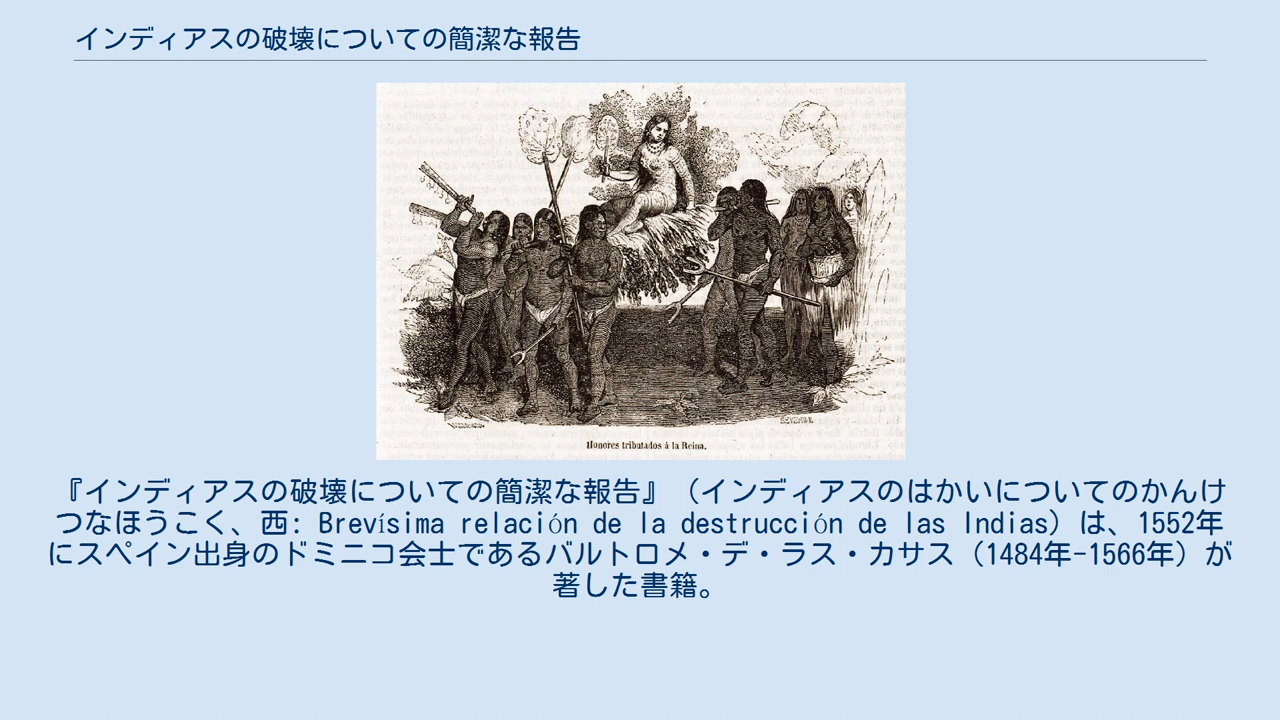 インディアスの破壊についての簡潔な報告
Honores tributados á la Reina.
『インディアスの破壊についての簡潔な報告』（インディアスのはかいについてのかんけ
つなほうこく、西: Brevísima relación de la destrucción de las Indias）は、1552年
にスペイン出身のドミニコ会士であるバルトロメ・デ・ラス・カサス（1484年-1566年）が
著した書籍。